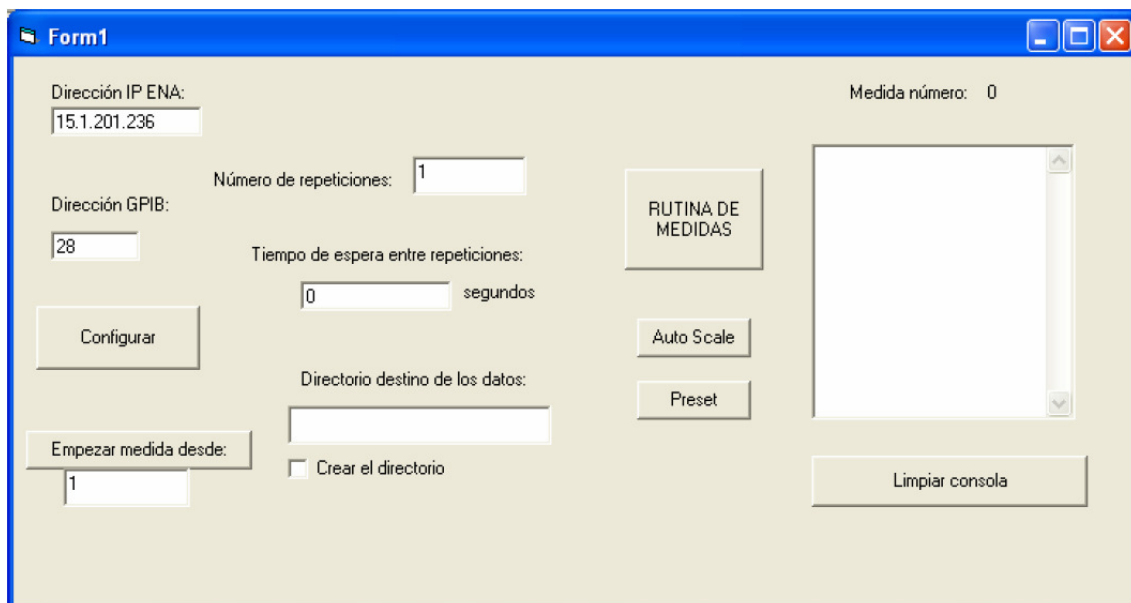 Form1
Dirección IP ENA:
15.1.201.236
Medida número: 0
Número de repeticiones:
1
Dirección GPIB:
28
Tiempo de espera entre repeticiones:
0
segundos
RUTINA DE
MEDIDAS
Configurar
Auto Scale
Directorio destino de los datos:
Preset
Empezar medida desde:
1
Crear el directorio
Limpiar consola